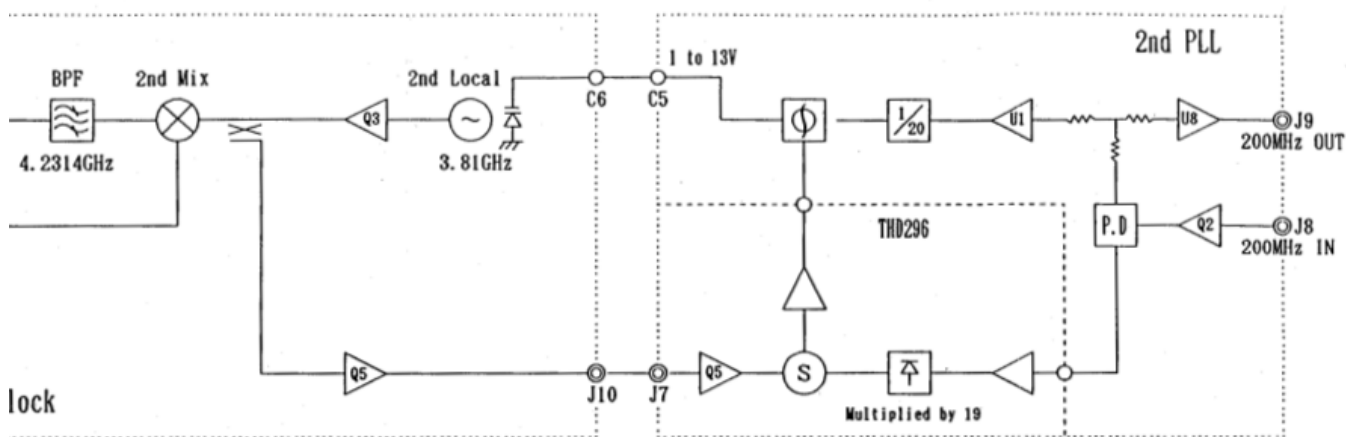 2nd PLL
1 to 13V
BPF
2nd Mix
2nd Local
C6
C5
Q3
1
20
U1
U8
J9
200MHz OUT
4.2314GHz
3.81GHz
THD296
P.D
Q2
J8
200MHz IN
Q5
J10
J7
Q5
S
lock
Multiplied by 19